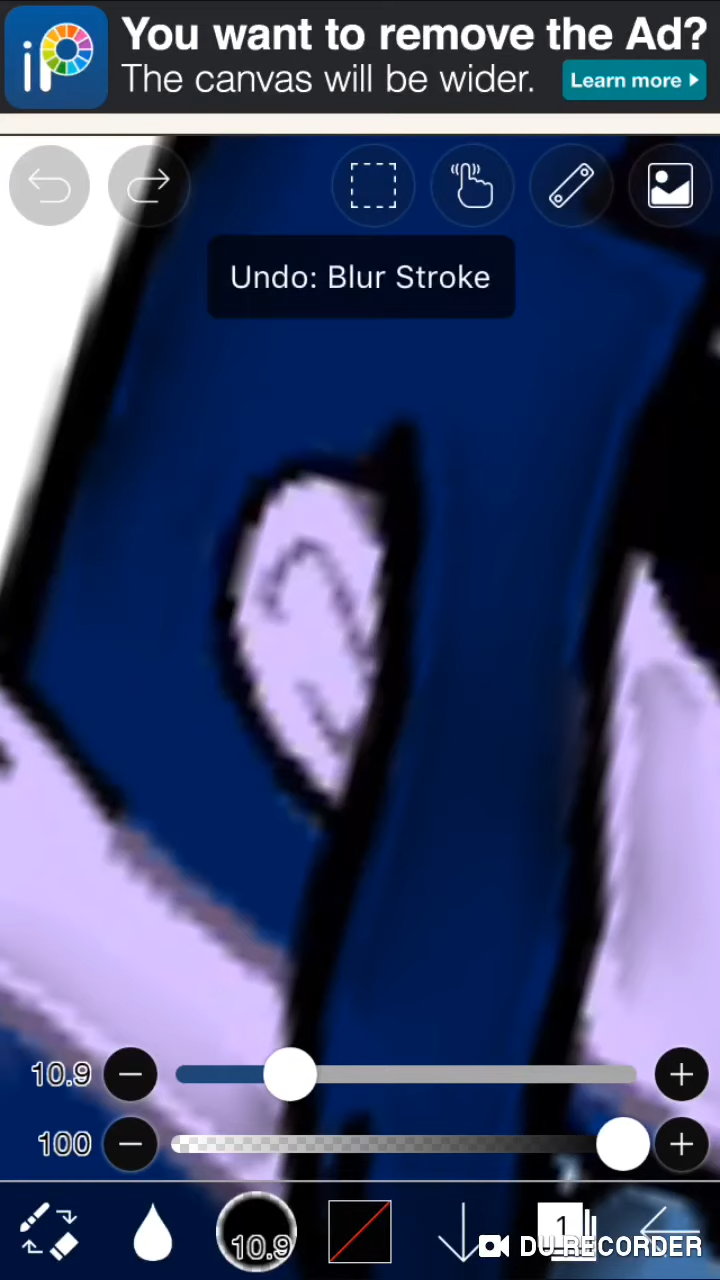 iP
You want to remove the Ad?
The canvas will be wider.
Learn more
Undo: Blur Stroke
10.9
100
10.9
1
DU RECORDER